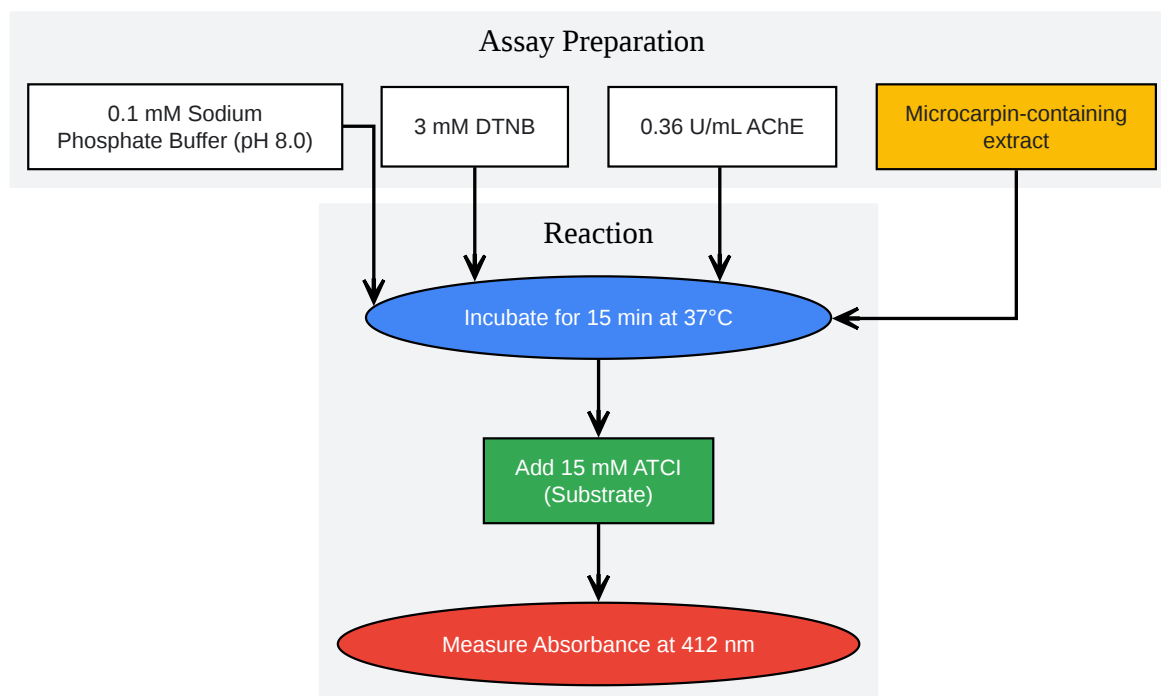 Assay Preparation
0.1 mM Sodium
Phosphate Buffer (pH 8.0)
3 mM DTNB
0.36 U/mL AChE
Microcarpin-containing
extract
Reaction
Incubate for 15 min at 37°C
Add 15 mM ATCI
(Substrate)
Measure Absorbance at 412 nm